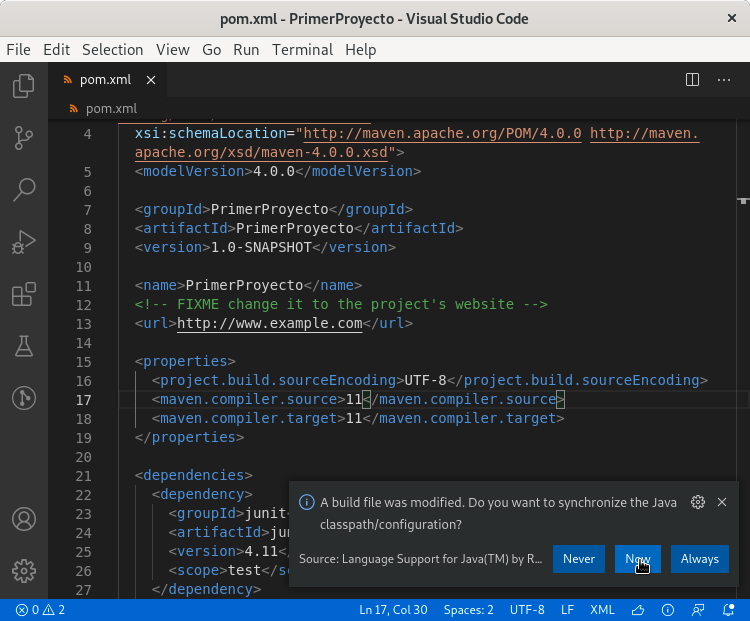 pom.xml - PrimerProyecto - Visual Studio Code
File Edit Selection View Go Run Terminal Help
pom.xml
pom.xml
4 xsi:schemaLocation="http://maven.apache.org/POM/4.0.0 http://maven.
apache.org/xsd/maven-4.0.0.xsd">
5 <modelVersion>4.0.0</modelVersion>
6
7 <groupId>PrimerProyecto</groupId>
8 <artifactId>PrimerProyecto</artifactId>
9 <version>1.0-SNAPSHOT</version>
10
11 <name>PrimerProyecto</name>
12 <!-- FIXME change it to the project's website -->
13 <url>http://www.example.com</url>
14
15 <properties>
16 <project.build.sourceEncoding>UTF-8</project.build.sourceEncoding>
17 <maven.compiler.source>11</maven.compiler.source>
18 <maven.compiler.target>11</maven.compiler.target>
19 </properties>
20
21 <dependencies>
22 <dependency>
23 <groupId>junit
24 <artifactId>jun
25 <version>4.11</
26 <scope>test</s
27 </dependency>
A build file was modified. Do you want to synchronize the Java
classpath/configuration?
Source: Language Support for Java(TM) by R...
Never Now Always
0 2 Ln 17, Col 30 Spaces: 2 UTF-8 LF XML